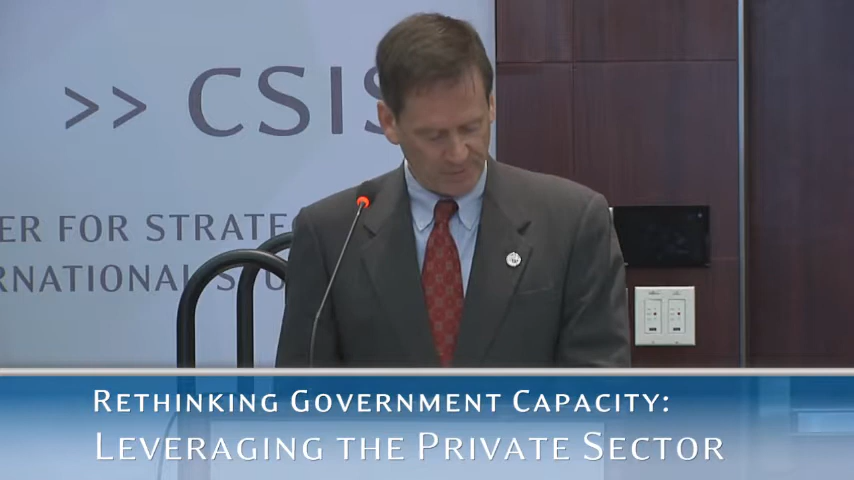 >> CSIS
ER FOR STRATE
RNATIONAL S U
RETHINKING GOVERNMENT CAPACITY:
LEVERAGING THE PRIVATE SECTOR